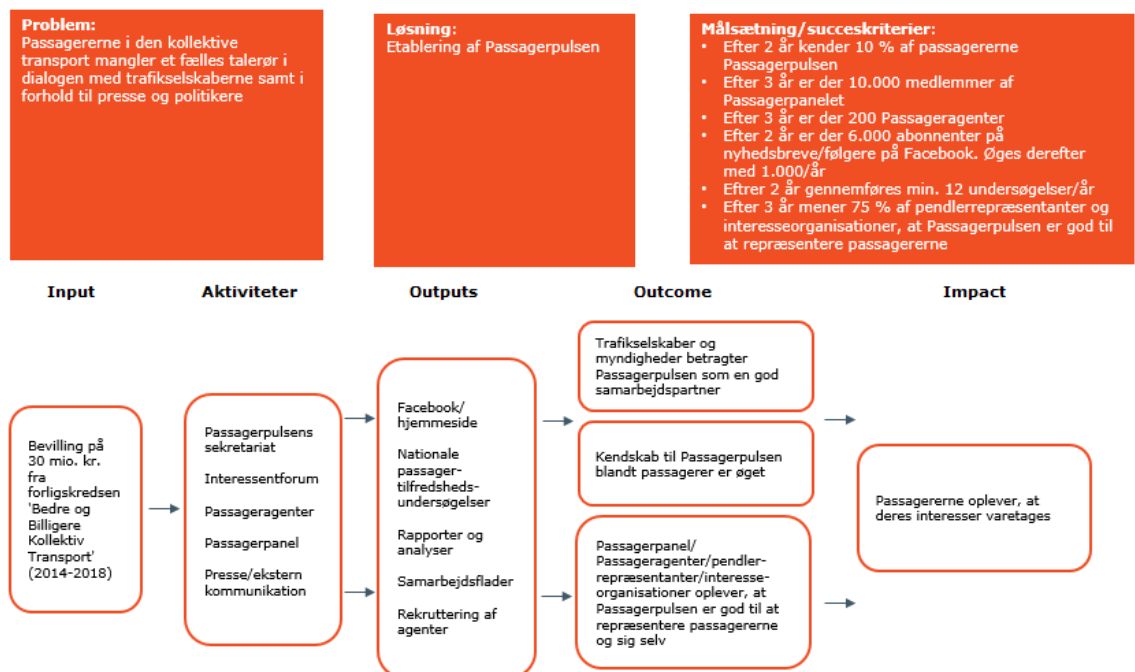 Problem:
Passagererne i den kollektive
transport mangler et fælles talerør i
dialogen med trafikselskaberne samt i
forhold til presse og politikere
Løsning:
Etablering af Passagerpulsen
Målsætning/succeskriterier:
• Efter 2 år kender 10 % af passagererne
Passagerpulsen
• Efter 3 år er der 10.000 medlemmer af
Passagerpanelet
• Efter 3 år er der 200 Passageragenter
• Efter 2 år er der 6.000 abonnenter på
nyhedsbreve/følgere på Facebook. Øges derefter
med 1.000/år
• Eftrer 2 år gennemføres min. 12 undersøgelser/år
• Efter 3 år mener 75 % af pendlerrepræsentanter og
interesseorganisationer, at Passagerpulsen er god til
at repræsentere passagererne
Input
Aktiviteter
Outputs
Outcome
Impact
Bevilling på
30 mio. kr.
fra
forligskredsen
'Bedre og
Billigere
Kollektiv
Transport'
(2014-2018)
Passagerpulsens
sekretariat
Interessentforum
Passageragenter
Passagerpanel
Presse/ekstern
kommunikation
Facebook/
hjemmeside
Nationale
passager-
tilfredsheds-
undersøgelser
Rapporter og
analyser
Samarbejdsflader
Rekruttering af
agenter
Trafikselskaber og
myndigheder betragter
Passagerpulsen som en god
samarbejdspartner
Kendskab til Passagerpulsen
blandt passagerer er øget
Passagerpanel/
Passageragenter/pendler-
repræsentanter/interesse-
organisationer oplever, at
Passagerpulsen er god til at
repræsentere passagererne
og sig selv
Passagererne oplever, at
deres interesser varetages